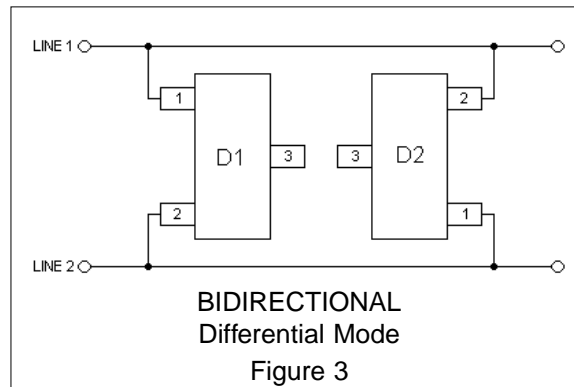 LINE 1
1
2
D1
3
3
D2
2
1
LINE 2
BIDIRECTIONAL
Differential Mode
Figure 3